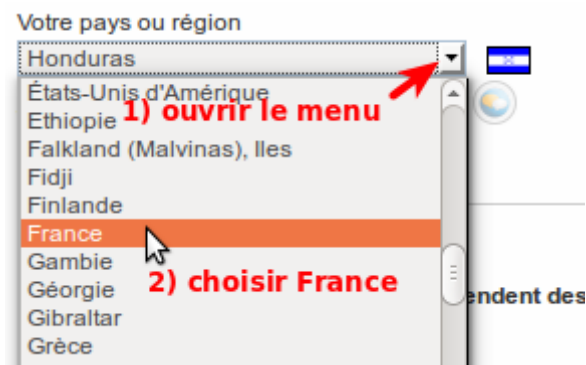 Votre pays ou région
Honduras
États-Unis d'Amérique
1) ouvrir le menu
Ethiopie
Falkland (Malvinas), Iles
Fidji
Finlande
France
Gambie
2) choisir France
Géorgie
endent des
Gibraltar
Grèce